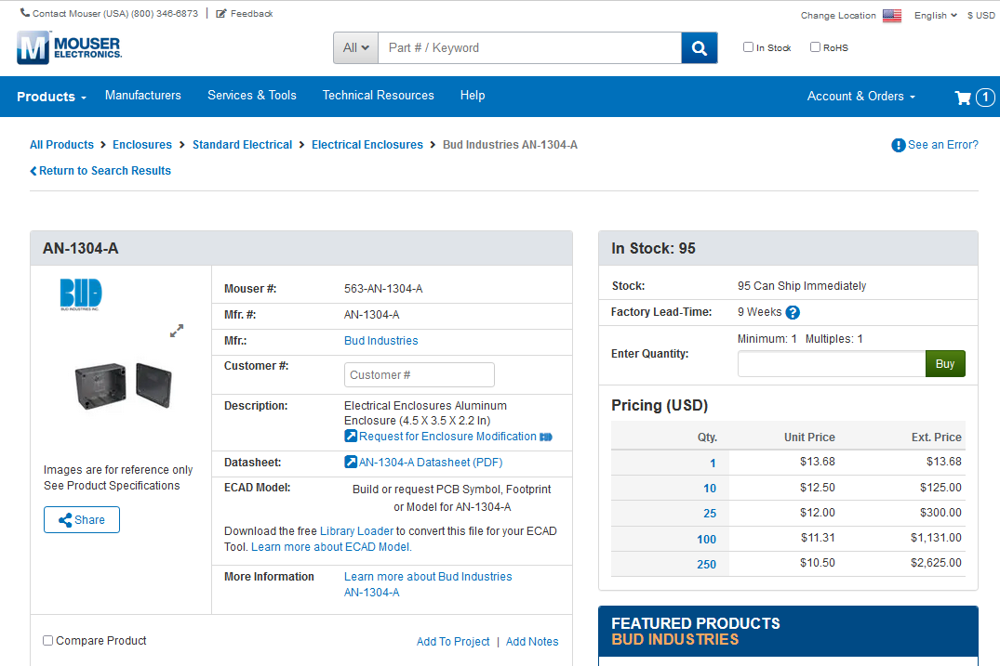 Contact Mouser (USA) (800) 346-6873 | Feedback
Change Location English $ USD
M MOUSER
ELECTRONICS.
All Part # / Keyword
In Stock RoHS
Products Manufacturers Services & Tools Technical Resources Help Account & Orders 1
All Products > Enclosures > Standard Electrical > Electrical Enclosures > Bud Industries AN-1304-A
See an Error?
Return to Search Results
AN-1304-A
BUD
BUD INDUSTRIES INC.
Images are for reference only
See Product Specifications
Share
Mouser #: 563-AN-1304-A
Mfr. #: AN-1304-A
Mfr.: Bud Industries
Customer #: Customer #
Description: Electrical Enclosures Aluminum
Enclosure (4.5 X 3.5 X 2.2 In)
Request for Enclosure Modification
Datasheet: AN-1304-A Datasheet (PDF)
ECAD Model: Build or request PCB Symbol, Footprint
or Model for AN-1304-A
Download the free Library Loader to convert this file for your ECAD
Tool. Learn more about ECAD Model.
More Information Learn more about Bud Industries
AN-1304-A
Compare Product Add To Project | Add Notes
In Stock: 95
Stock: 95 Can Ship Immediately
Factory Lead-Time: 9 Weeks ?
Minimum: 1 Multiples: 1
Enter Quantity: Buy
Pricing (USD)
Qty. Unit Price Ext. Price
1 $13.68 $13.68
10 $12.50 $125.00
25 $12.00 $300.00
100 $11.31 $1,131.00
250 $10.50 $2,625.00
FEATURED PRODUCTS
BUD INDUSTRIES